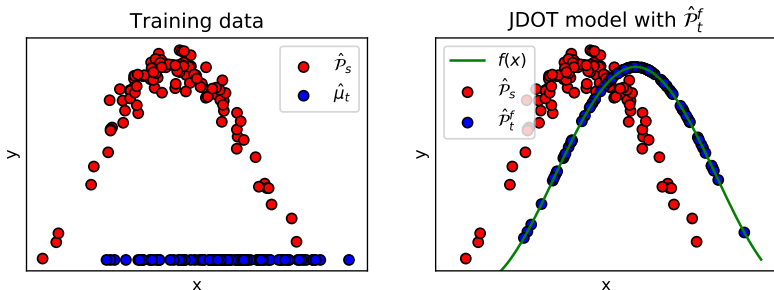 Training data
y
P̂ₛ
μ̂ₜ
x
JDOT model with P̂ₜᶠ
y
f(x)
P̂ₛ
P̂ₜᶠ
x